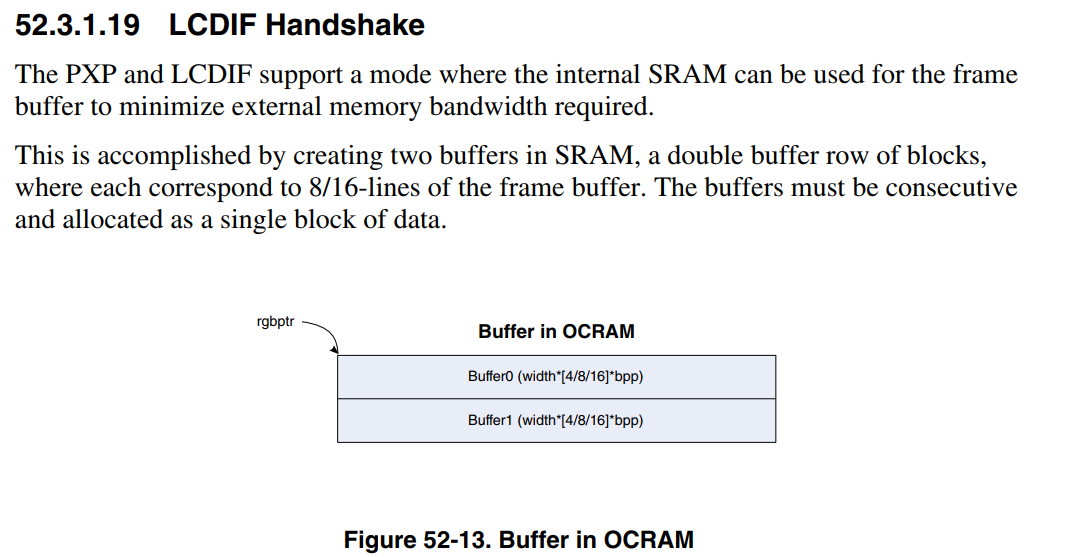 52.3.1.19 LCDIF Handshake
The PXP and LCDIF support a mode where the internal SRAM can be used for the frame
buffer to minimize external memory bandwidth required.
This is accomplished by creating two buffers in SRAM, a double buffer row of blocks,
where each correspond to 8/16-lines of the frame buffer. The buffers must be consecutive
and allocated as a single block of data.
rgbptr
Buffer in OCRAM
Buffer0 (width*[4/8/16]*bpp)
Buffer1 (width*[4/8/16]*bpp)
Figure 52-13. Buffer in OCRAM